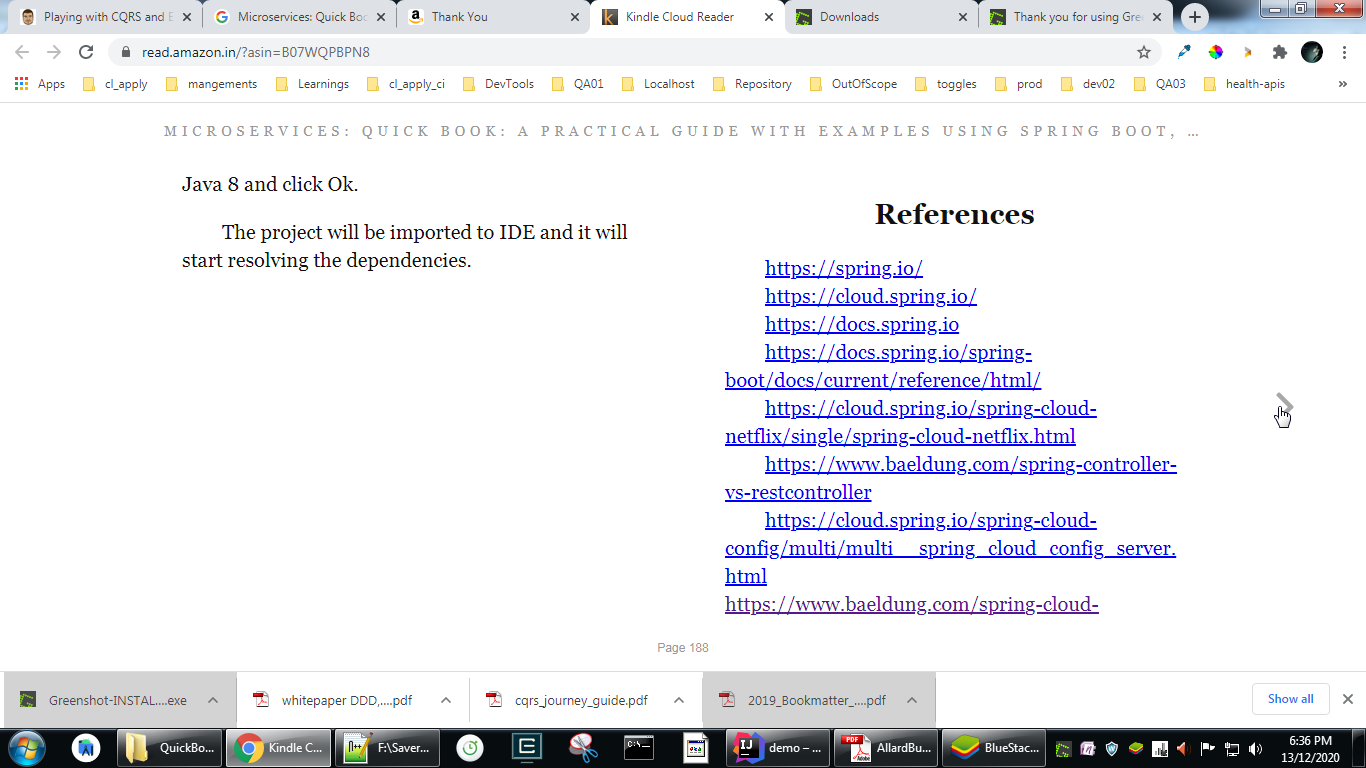 Playing with CQRS and E
Microservices: Quick Boo
Thank You
Kindle Cloud Reader
Downloads
Thank you for using Gree
read.amazon.in/?asin=B07WQPBPN8
Apps
cl_apply
mangements
Learnings
cl_apply_ci
DevTools
QA01
Localhost
Repository
OutOfScope
toggles
prod
dev02
QA03
health-apis
»
MICROSERVICES: QUICK BOOK: A PRACTICAL GUIDE WITH EXAMPLES USING SPRING BOOT, ...
Java 8 and click Ok.
The project will be imported to IDE and it will
start resolving the dependencies.
References
https://spring.io/
https://cloud.spring.io/
https://docs.spring.io
https://docs.spring.io/spring-
boot/docs/current/reference/html/
https://cloud.spring.io/spring-cloud-
netflix/single/spring-cloud-netflix.html
https://www.baeldung.com/spring-controller-
vs-restcontroller
https://cloud.spring.io/spring-cloud-
config/multi/multi__spring_cloud_config_server.
html
https://www.baeldung.com/spring-cloud-
Page 188
Greenshot-INSTAL....exe
whitepaper DDD,....pdf
cqrs_journey_guide.pdf
2019_Bookmatter_....pdf
Show all
QuickBo...
Kindle C...
F:\Saver...
demo – ...
AllardBu...
BlueStac...
6:36 PM
13/12/2020